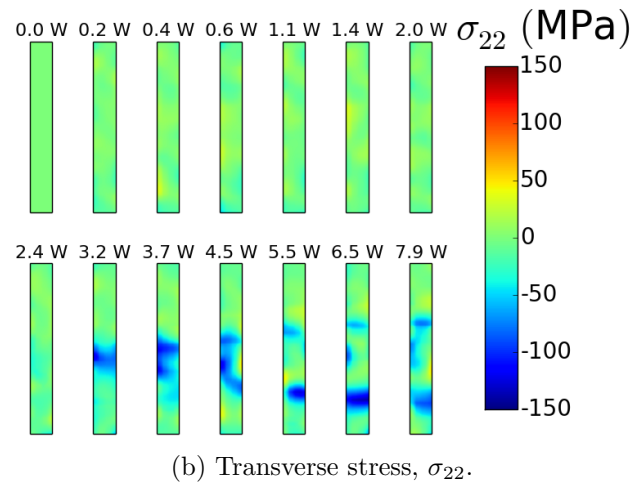 0.0 W 0.2 W 0.4 W 0.6 W 1.1 W 1.4 W 2.0 W σ22 (MPa)
150
100
50
0
-50
-100
-150
2.4 W 3.2 W 3.7 W 4.5 W 5.5 W 6.5 W 7.9 W
(b) Transverse stress, σ22.